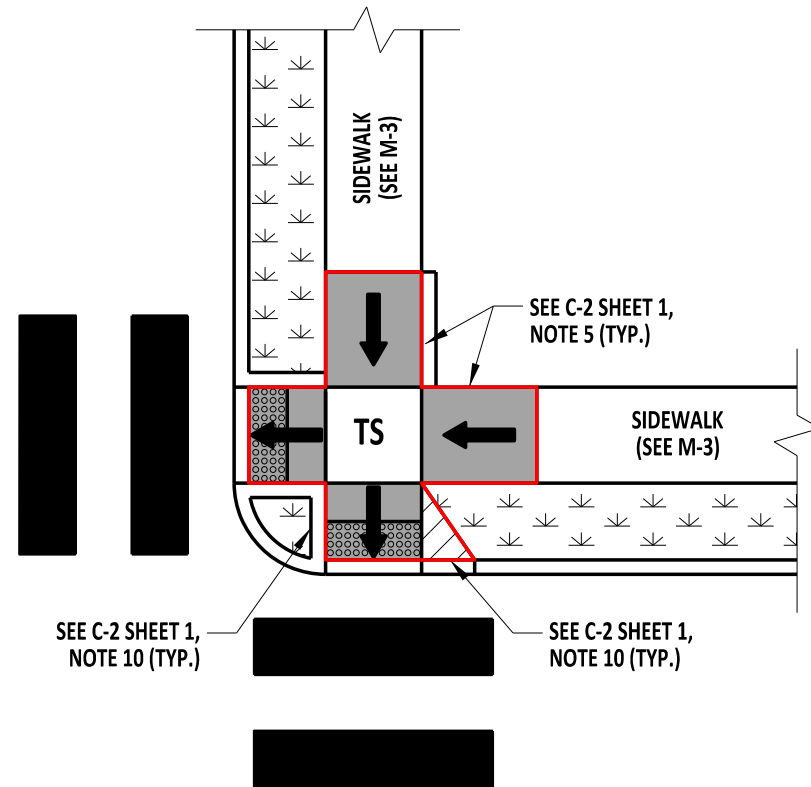 SIDEWALK
(SEE M-3)
SEE C-2 SHEET 1,
NOTE 5 (TYP.)
TS
SIDEWALK
(SEE M-3)
SEE C-2 SHEET 1,
NOTE 10 (TYP.)
SEE C-2 SHEET 1,
NOTE 10 (TYP.)